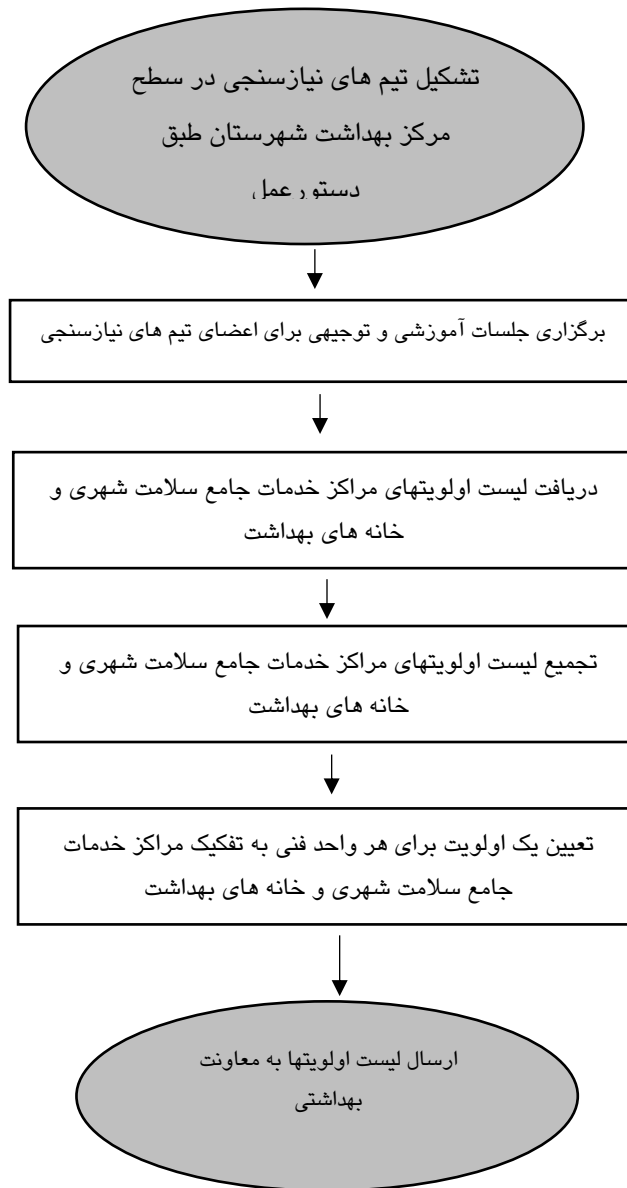 تشکیل تیم های نیازسنجی در سطح
مرکز بهداشت شهرستان طبق
دستورعمل
برگزاری جلسات آموزشی و توجیهی برای اعضای تیم های نیازسنجی
دریافت لیست اولویتهای مراکز خدمات جامع سلامت شهری و
خانه های بهداشت
تجمیع لیست اولویتهای مراکز خدمات جامع سلامت شهری و
خانه های بهداشت
تعیین یک اولویت برای هر واحد فنی به تفکیک مراکز خدمات
جامع سلامت شهری و خانه های بهداشت
ارسال لیست اولویتها به معاونت
بهداشتی